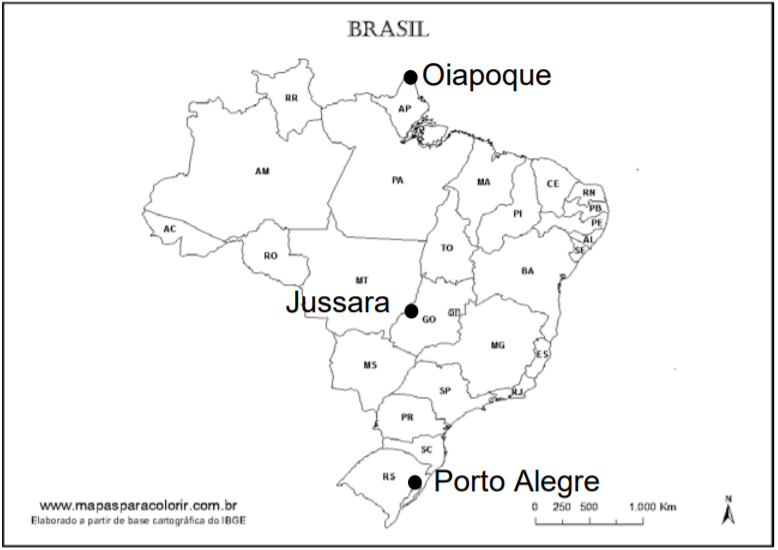 BRASIL
Oiapoque
RR
AP
AM
PA
MA
CE
RN
PB
PI
PE
AC
TO
AL
SE
RO
BA
MT
Jussara
GO
DF
MG
ES
MS
SP
RJ
PR
SC
RS
Porto Alegre
www.mapasparacolorir.com.br
Elaborado a partir de base cartográfica do IBGE
0 250 500 1.000 Km
N